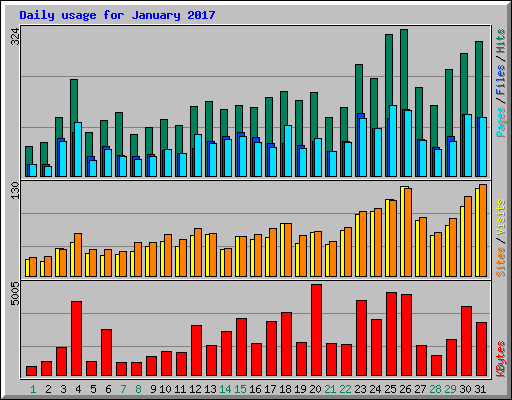 Daily usage for January 2017
324
Pages / Files / Hits
130
Sites / Visits
5005
KBytes
1 2 3 4 5 6 7 8 9 10 11 12 13 14 15 16 17 18 19 20 21 22 23 24 25 26 27 28 29 30 31